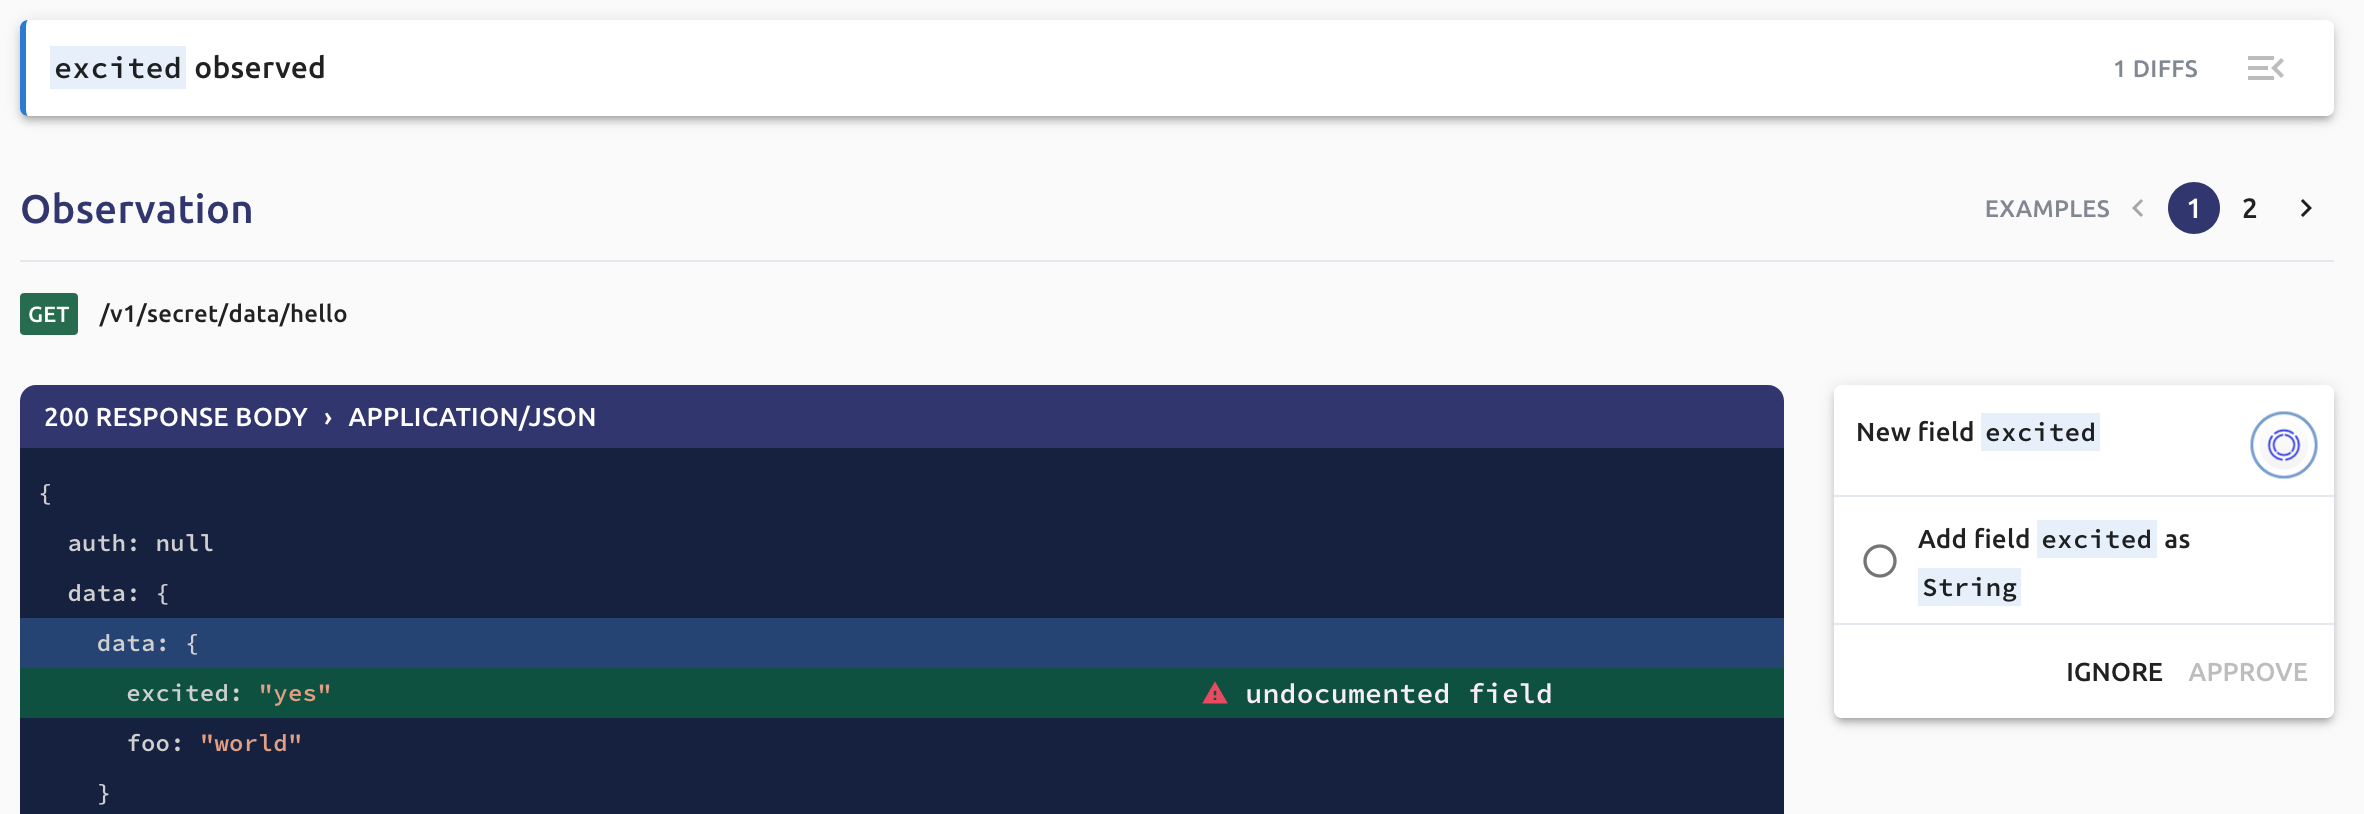 excited observed
1 DIFFS
Observation
EXAMPLES 1 2
GET /v1/secret/data/hello
200 RESPONSE BODY › APPLICATION/JSON
{
auth: null
data: {
data: {
excited: "yes" undocumented field
foo: "world"
}
New field excited
Add field excited as
String
IGNORE APPROVE